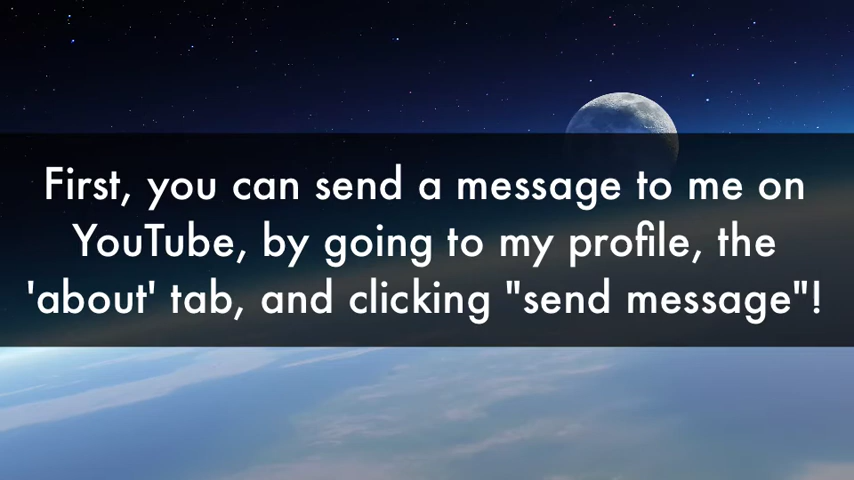 First, you can send a message to me on
YouTube, by going to my profile, the
'about' tab, and clicking "send message"!